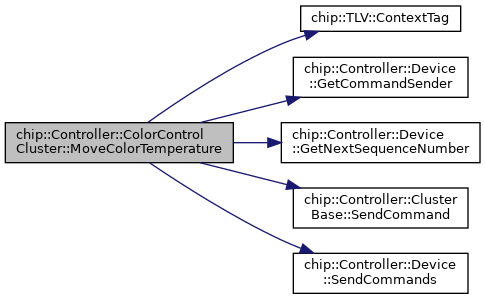 chip::TLV::ContextTag
chip::Controller::Device
::GetCommandSender
chip::Controller::ColorControl
Cluster::MoveColorTemperature
chip::Controller::Device
::GetNextSequenceNumber
chip::Controller::Cluster
Base::SendCommand
chip::Controller::Device
::SendCommands